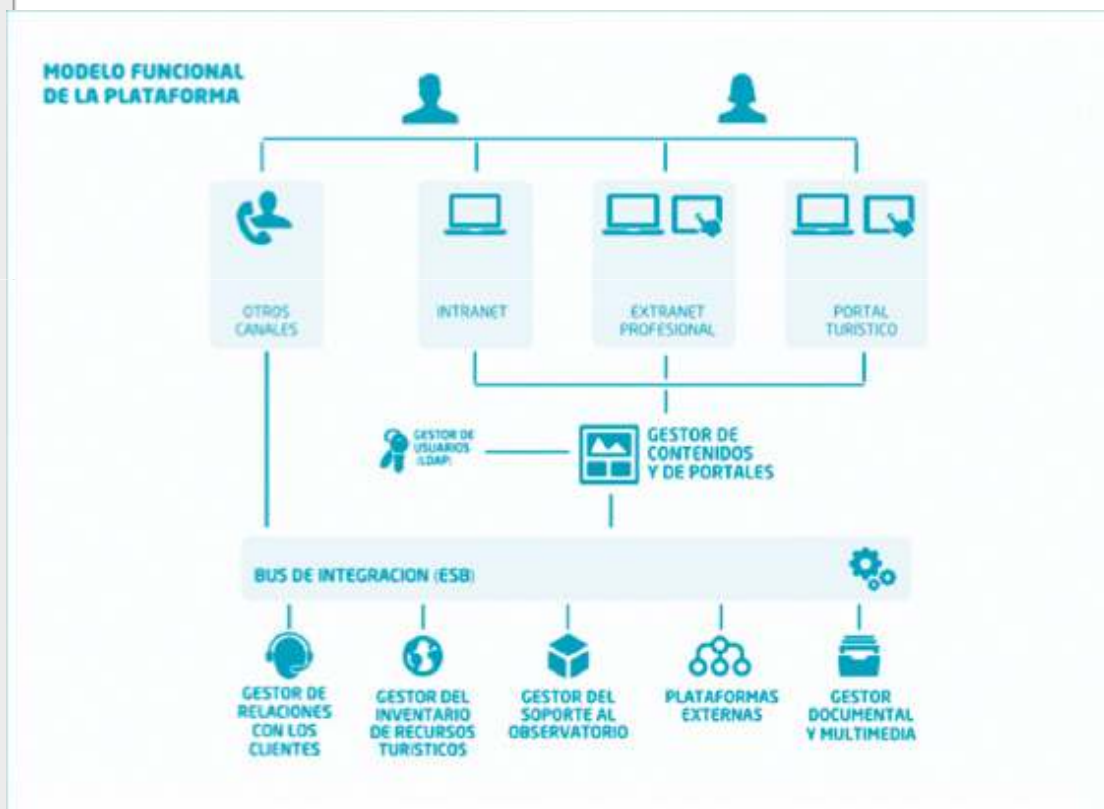 MODELO FUNCIONAL
DE LA PLATAFORMA
OTROS
CANALES
INTRANET
EXTRANET
PROFESIONAL
PORTAL
TURISTICO
GESTOR DE
USUARIOS
(LDAP)
GESTOR DE
CONTENIDOS
Y DE PORTALES
BUS DE INTEGRACION (ESB)
GESTOR DE
RELACIONES
CON LOS
CLIENTES
GESTOR DEL
INVENTARIO
DE RECURSOS
TURÍSTICOS
GESTOR DEL
SOPORTE AL
OBSERVATORIO
PLATAFORMAS
EXTERNAS
GESTOR
DOCUMENTAL
Y MULTIMEDIA